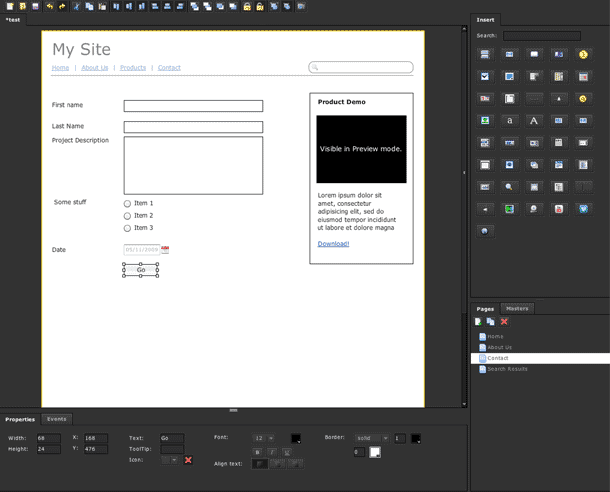 *test
Insert
Search:
My Site
Home | About Us | Products | Contact
First name
Last Name
Project Description
Some stuff
Item 1
Item 2
Item 3
Date
05/11/2009
Go
Product Demo
Visible in Preview mode.
Lorem ipsum dolor sit
amet, consectetur
adipisicing elit, sed do
eiusmod tempor incididunt
ut labore et dolore magna
Download!
Pages
Masters
Home
About Us
Contact
Search Results
Properties
Events
Width: 68 X: 168 Text: Go Font: 12 Border: solid 1
Height: 24 Y: 476 ToolTip: B I U 0
Icon: Align text: